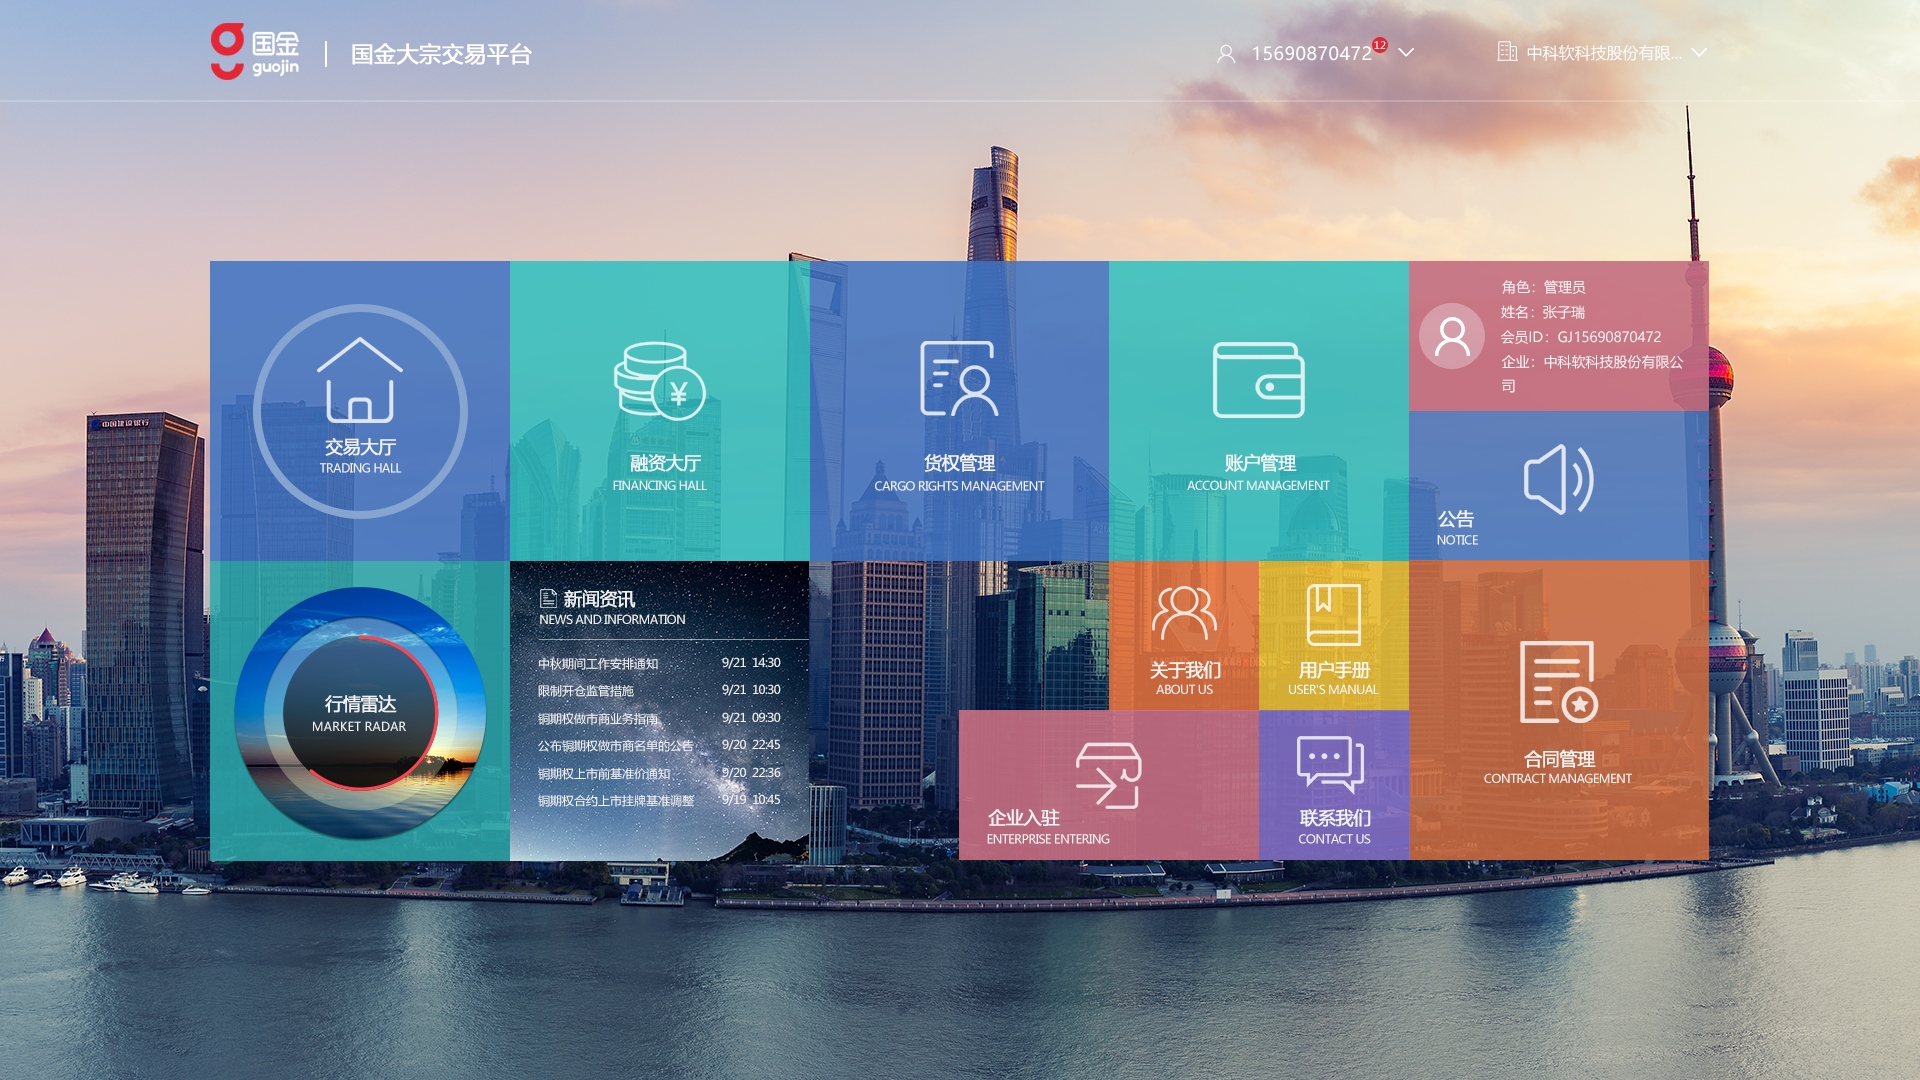 国金
guojin
国金大宗交易平台
15690870472
12
中科软科技股份有限...
中国建设银行
交易大厅
TRADING HALL
融资大厅
FINANCING HALL
货权管理
CARGO RIGHTS MANAGEMENT
账户管理
ACCOUNT MANAGEMENT
角色：管理员
姓名：张子瑞
会员ID：GJ15690870472
企业：中科软科技股份有限公
司
公告
NOTICE
行情雷达
MARKET RADAR
新闻资讯
NEWS AND INFORMATION
中秋期间工作安排通知 9/21 14:30
限制开仓监管措施 9/21 10:30
铜期权做市商业务指南 9/21 09:30
公布铜期权做市商名单的公告 9/20 22:45
铜期权上市前基准价通知 9/20 22:36
铜期权合约上市挂牌基准调整 9/19 10:45
关于我们
ABOUT US
用户手册
USER'S MANUAL
企业入驻
ENTERPRISE ENTERING
联系我们
CONTACT US
合同管理
CONTRACT MANAGEMENT